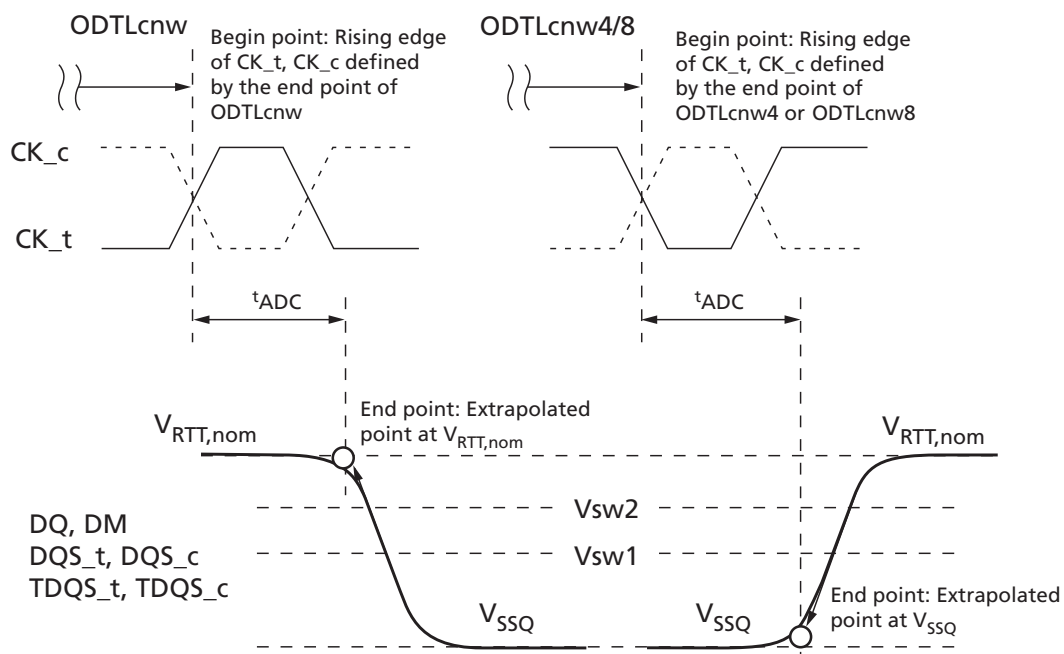 ODTLcnw
Begin point: Rising edge
of CK_t, CK_c defined
by the end point of
ODTLcnw
ODTLcnw4/8
Begin point: Rising edge
of CK_t, CK_c defined
by the end point of
ODTLcnw4 or ODTLcnw8
CK_c
CK_t
tADC
tADC
End point: Extrapolated
point at VRTT,nom
VRTT,nom
VRTT,nom
Vsw2
DQ, DM
DQS_t, DQS_c
TDQS_t, TDQS_c
Vsw1
VSSQ
VSSQ
End point: Extrapolated
point at VSSQ